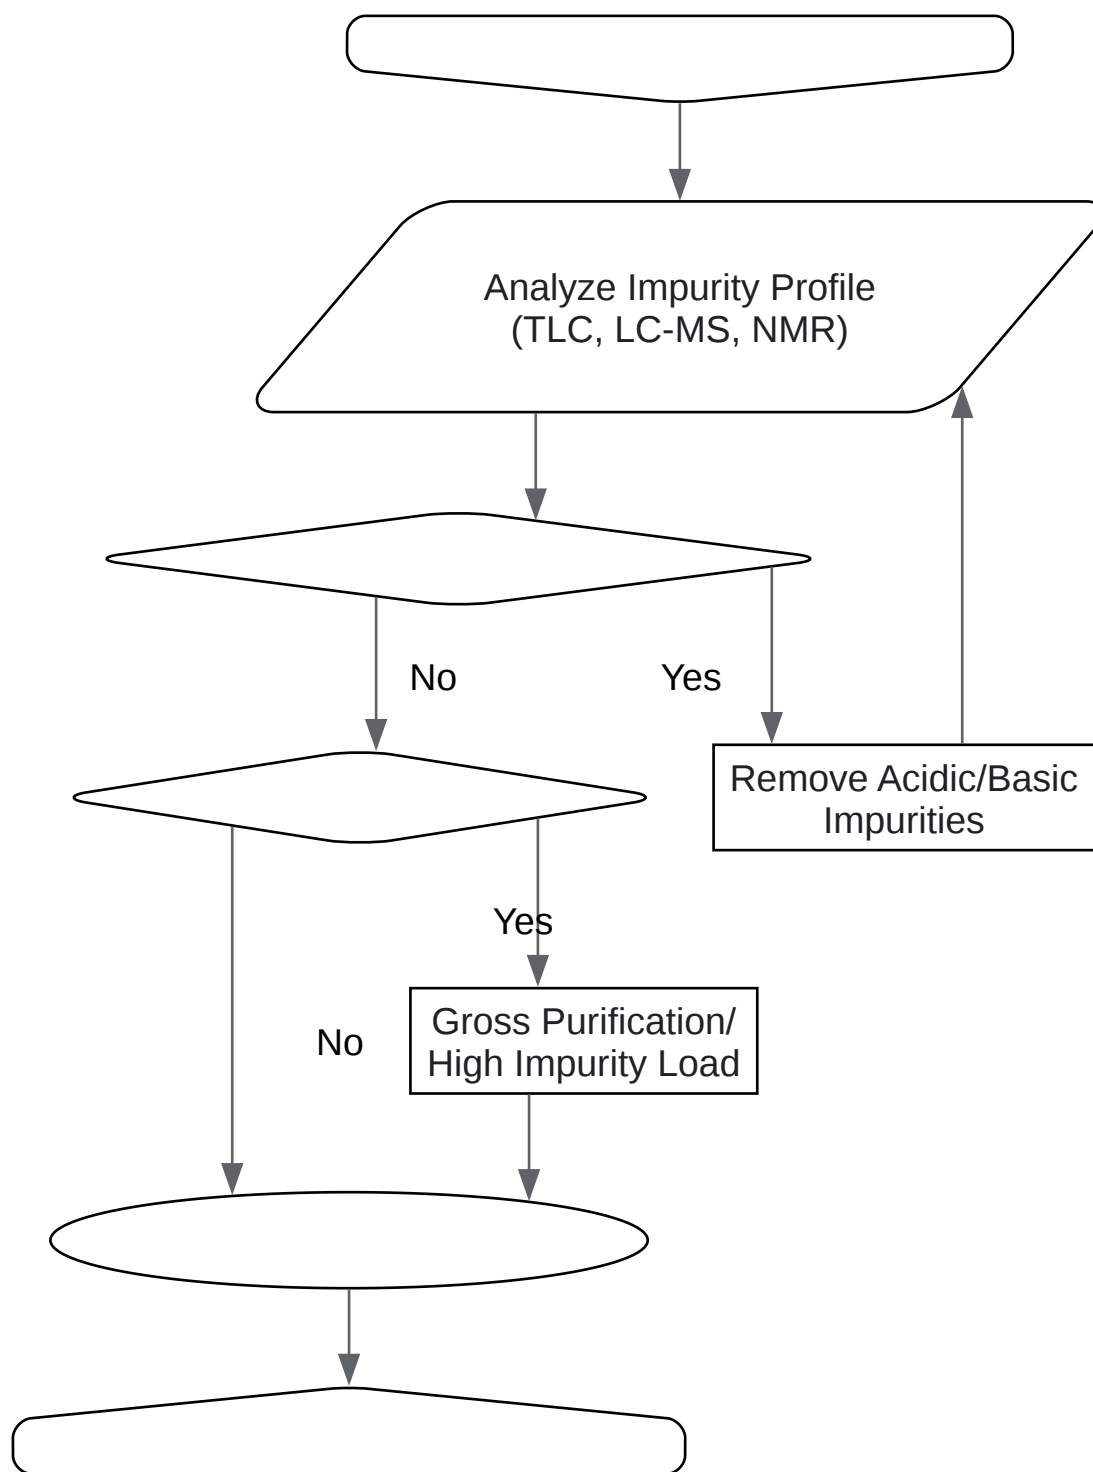 Analyze Impurity Profile
(TLC, LC-MS, NMR)
No
Yes
Remove Acidic/Basic
Impurities
Yes
Gross Purification/
High Impurity Load
No